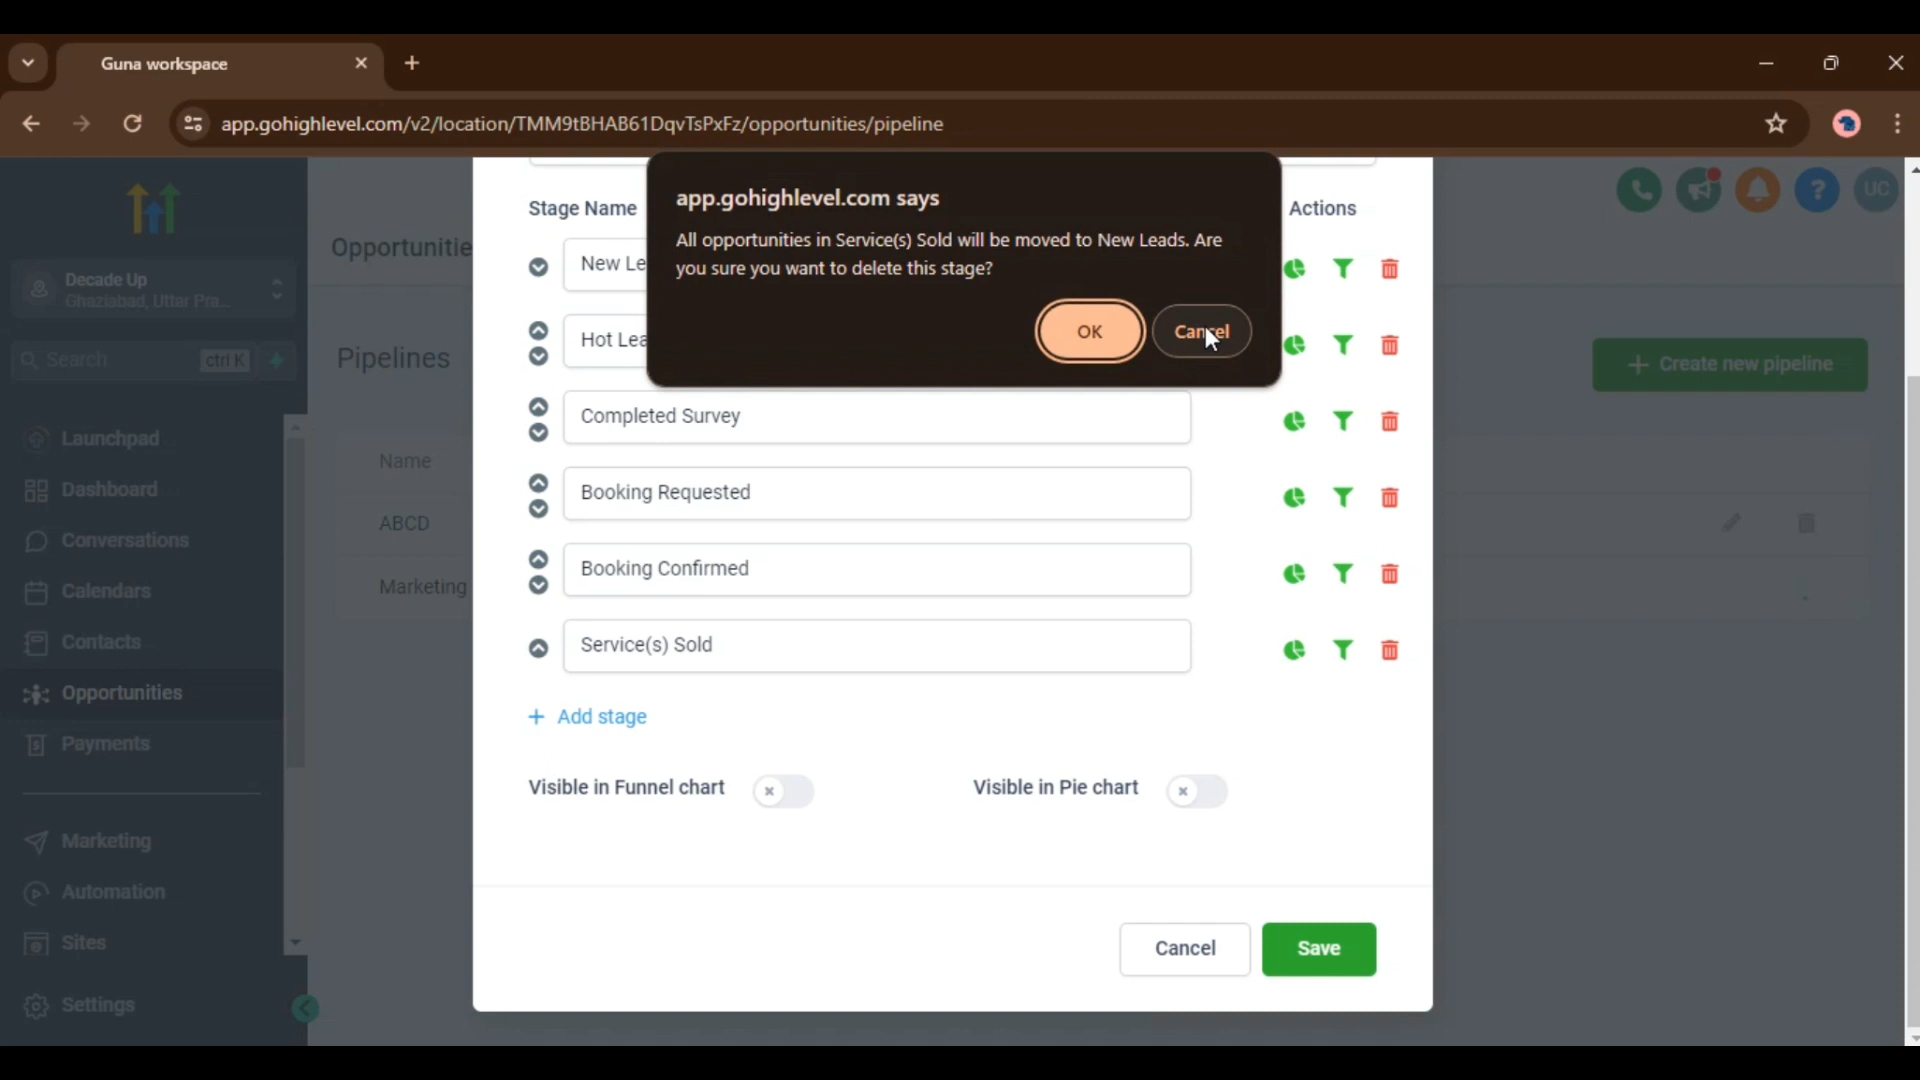 Guna workspace
app.gohighlevel.com/v2/location/TMM9tBHAB61DqvTsPxFz/opportunities/pipeline
app.gohighlevel.com says
All opportunities in Service(s) Sold will be moved to New Leads. Are
you sure you want to delete this stage?
OK
Cancel
UC
Decade Up
Ghaziabad, Uttar Pra...
Search
ctrl K
Launchpad
Dashboard
Conversations
Calendars
Contacts
Opportunities
Payments
Marketing
Automation
Sites
Settings
Opportunitie
Pipelines
Create new pipeline
Name
ABCD
Marketing
Stage Name
Actions
New Le
Hot Lea
Completed Survey
Booking Requested
Booking Confirmed
Service(s) Sold
+ Add stage
Visible in Funnel chart
Visible in Pie chart
Cancel
Save